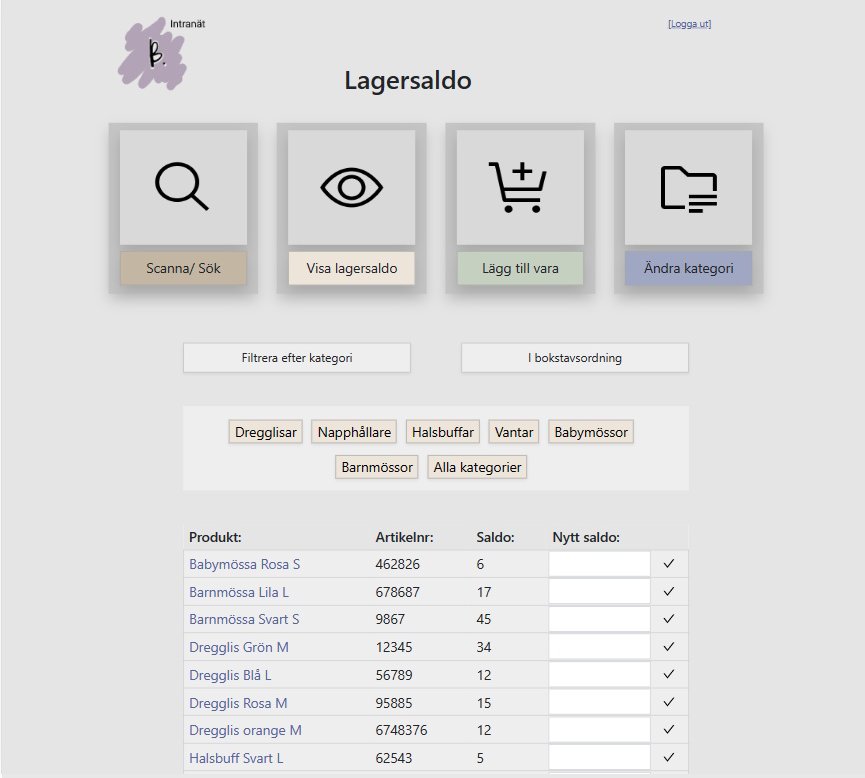 Intranät
[Logga ut]
B.
Lagersaldo
Scanna/ Sök
Visa lagersaldo
Lägg till vara
Ändra kategori
Filtrera efter kategori
I bokstavsordning
Dregglisar Napphållare Halsbuffar Vantar Babymössor
Barnmössor Alla kategorier
Produkt: Artikelnr: Saldo: Nytt saldo:
Babymössa Rosa S 462826 6
Barnmössa Lila L 678687 17
Barnmössa Svart S 9867 45
Dregglis Grön M 12345 34
Dregglis Blå L 56789 12
Dregglis Rosa M 95885 15
Dregglis orange M 6748376 12
Halsbuff Svart L 62543 5